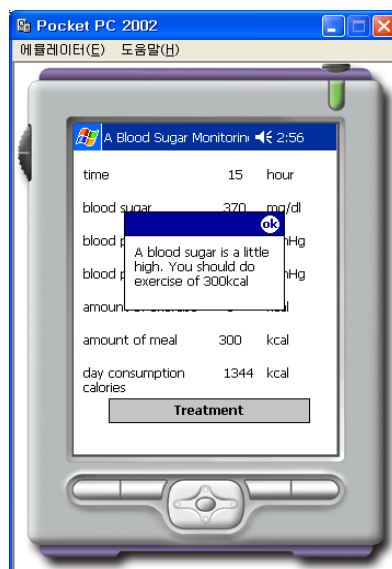 Pocket PC 2002
에뮬레이터(E) 도움말(H)
A Blood Sugar Monitorin 2:56
time 15 hour
blood sugar 370 mg/dl
ok
blood
A blood sugar is a little
high. You should do
exercise of 300kcal
blood
amount
amount of meal 300 kcal
day consumption 1344 kcal
calories
Treatment